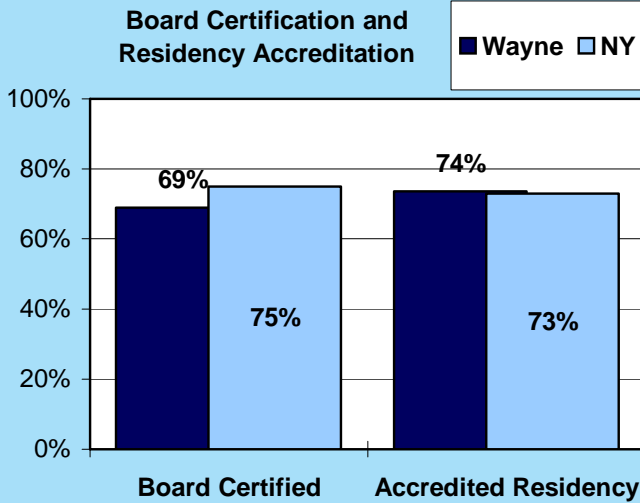 Board Certification and
Residency Accreditation
Wayne NY
100%
80%
60%
40%
20%
0%
69%
75%
74%
73%
Board Certified
Accredited Residency